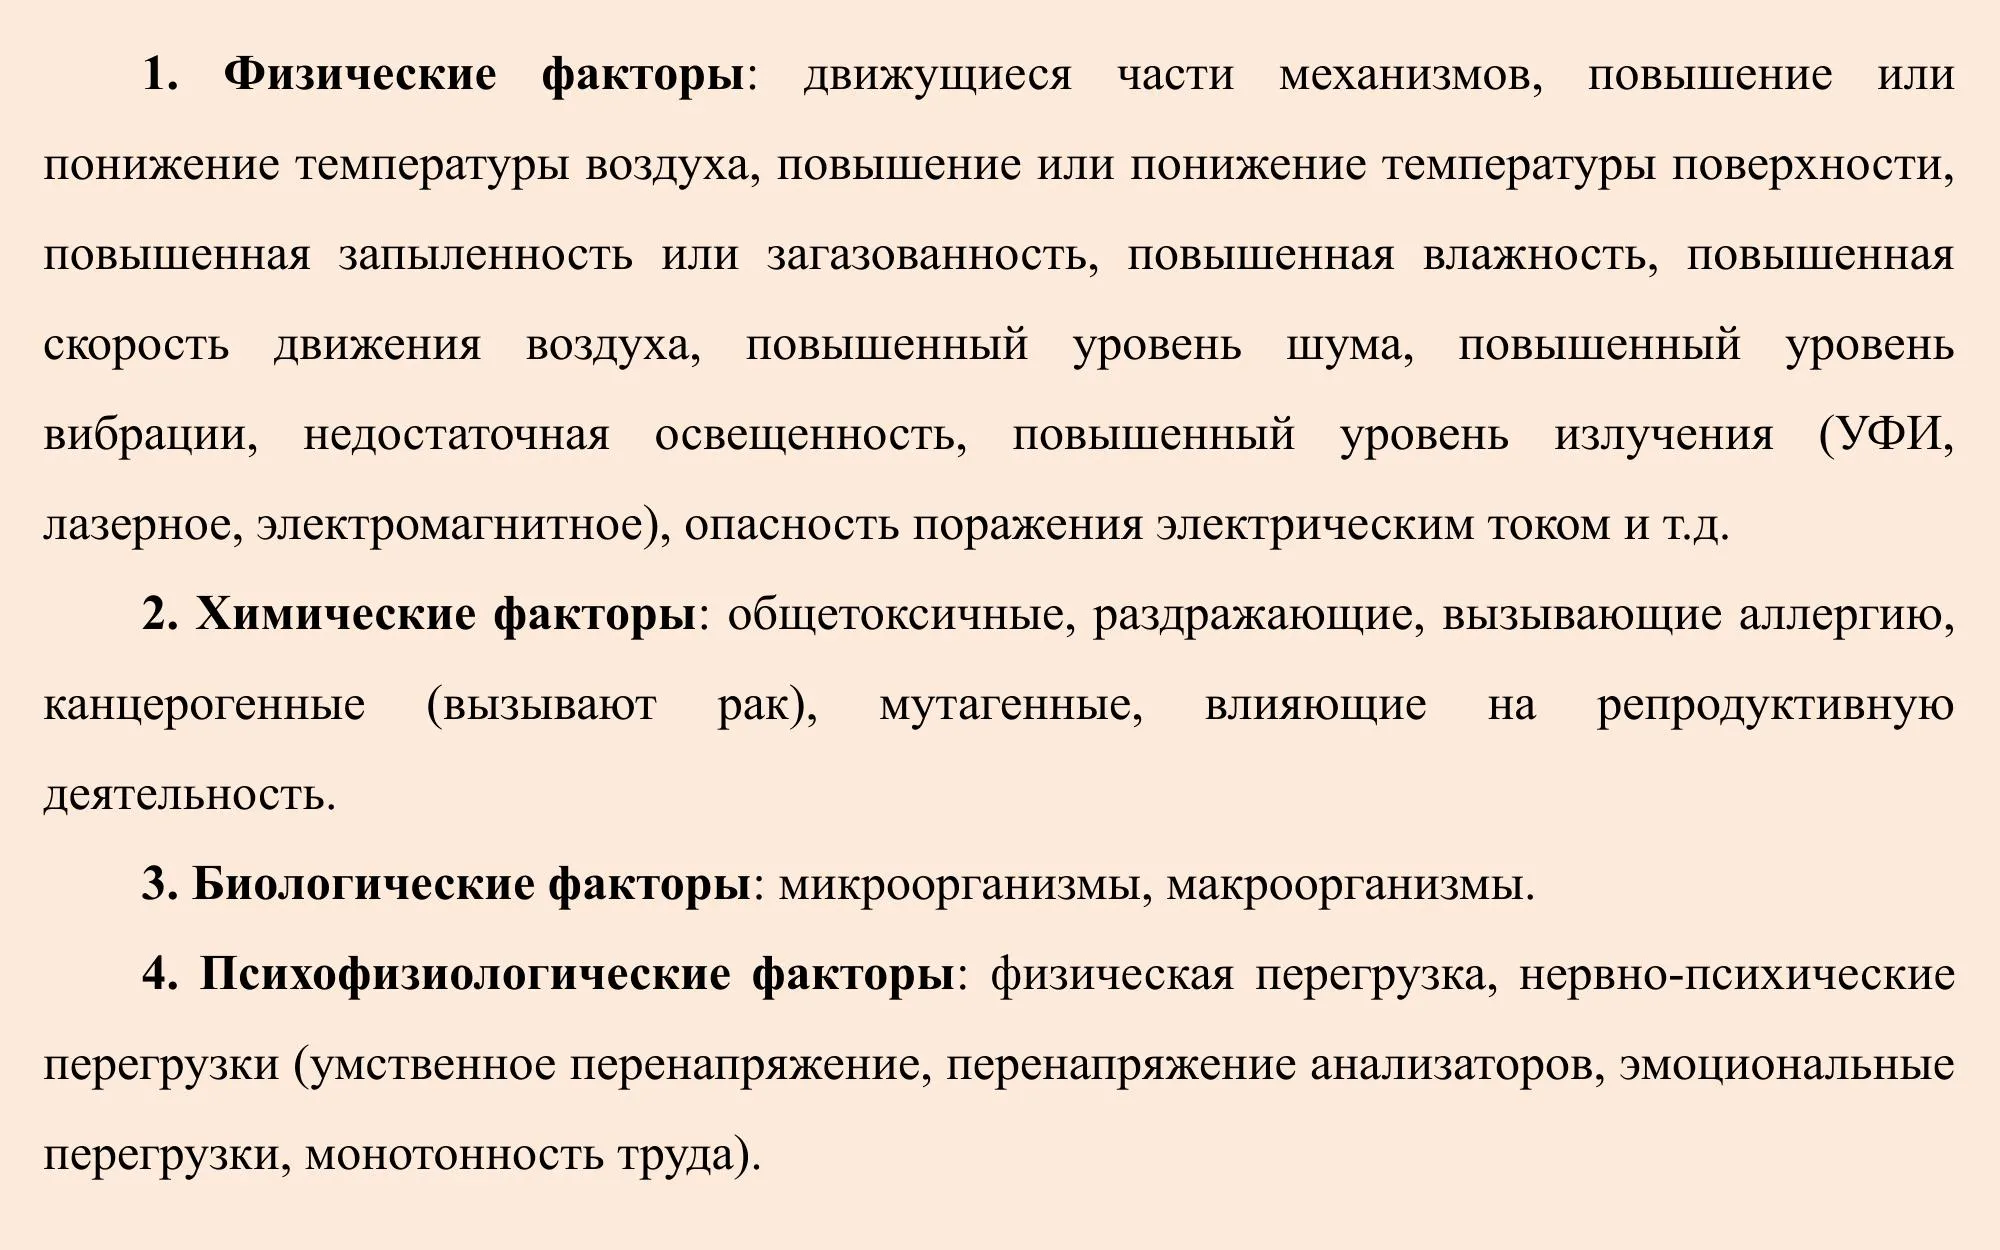 1. Физические факторы: движущиеся части механизмов, повышение или
понижение температуры воздуха, повышение или понижение температуры поверхности,
повышенная запыленность или загазованность, повышенная влажность, повышенная
скорость движения воздуха, повышенный уровень шума, повышенный уровень
вибрации, недостаточная освещенность, повышенный уровень излучения (УФИ,
лазерное, электромагнитное), опасность поражения электрическим током и т.д.
2. Химические факторы: общетоксичные, раздражающие, вызывающие аллергию,
канцерогенные (вызывают рак), мутагенные, влияющие на репродуктивную
деятельность.
3. Биологические факторы: микроорганизмы, макроорганизмы.
4. Психофизиологические факторы: физическая перегрузка, нервно-психические
перегрузки (умственное перенапряжение, перенапряжение анализаторов, эмоциональные
перегрузки, монотонность труда).